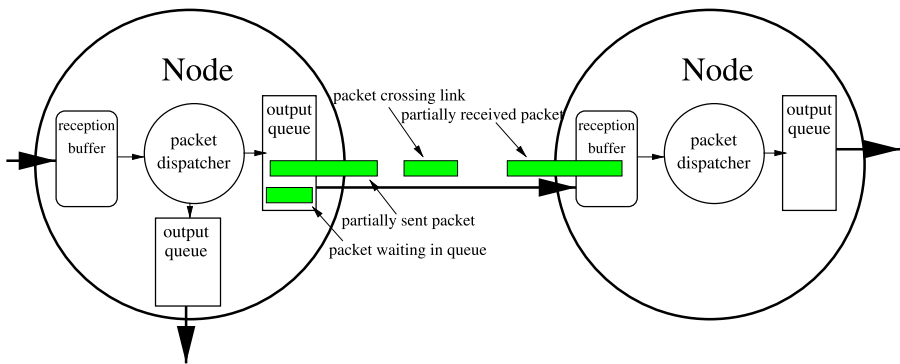 Node
reception
buffer
packet
dispatcher
output
queue
output
queue
packet crossing link
partially received packet
partially sent packet
packet waiting in queue
Node
reception
buffer
packet
dispatcher
output
queue